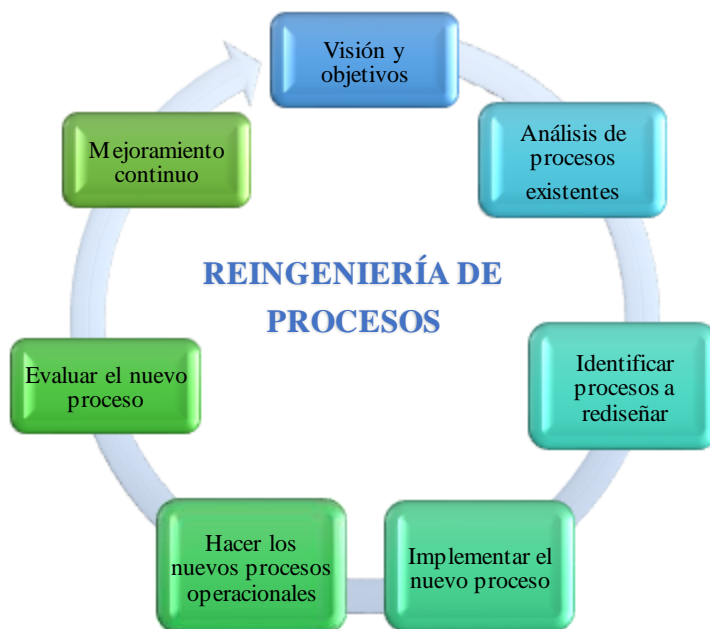 Visión y
objetivos
Análisis de
procesos
existentes
Identificar
procesos a
rediseñar
Implementar el
nuevo proceso
Hacer los
nuevos procesos
operacionales
Evaluar el nuevo
proceso
Mejoramiento
continuo
REINGENIERÍA DE
PROCESOS